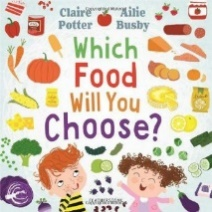 Claire Ailie
Potter Busby
Which
Food
Will You
Choose?